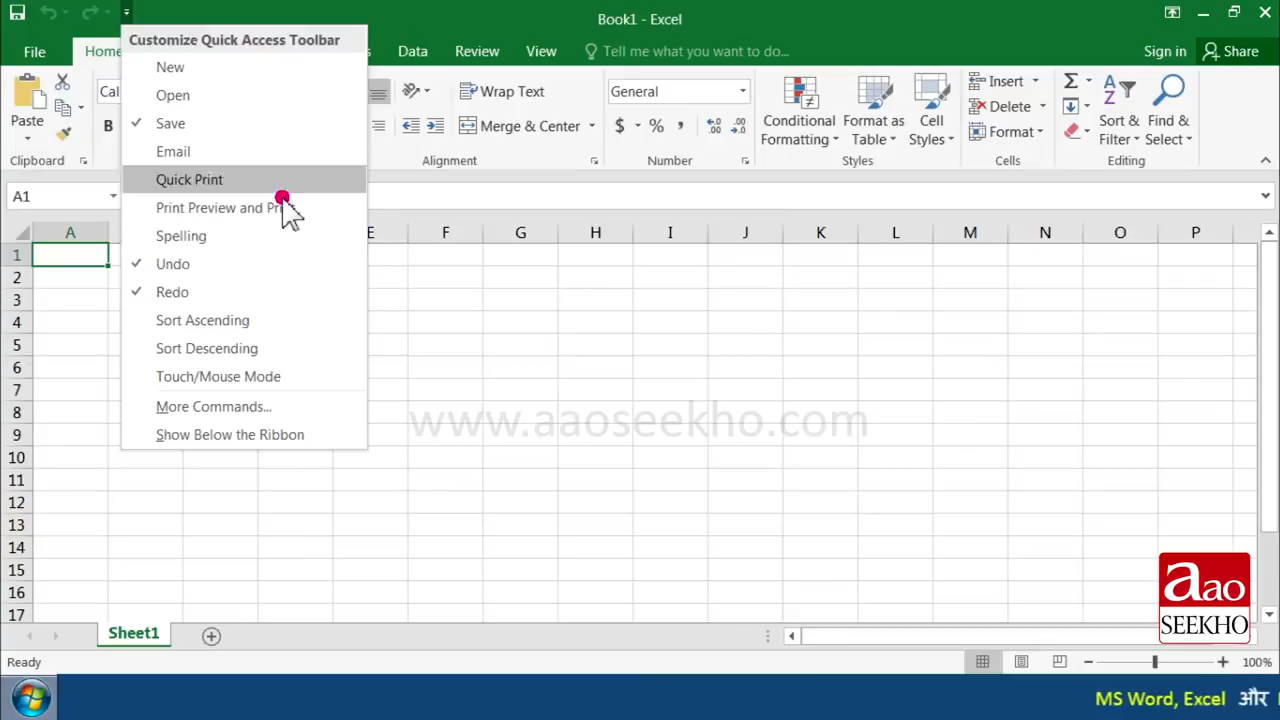 Book1 - Excel
File
Home
s
Data
Review
View
Tell me what you want to do...
Sign in
Share
Customize Quick Access Toolbar
New
Open
Save
Email
Quick Print
Print Preview and Pri
Spelling
Undo
Redo
Sort Ascending
Sort Descending
Touch/Mouse Mode
More Commands...
Show Below the Ribbon
Paste
Clipboard
Cal
B
Wrap Text
Merge & Center
Alignment
General
$ % ,
Number
Conditional Formatting
Format as Table
Cell Styles
Styles
Insert
Delete
Format
Cells
Sort & Filter
Find & Select
Editing
A1
A E F G H I J K L M N O P
1
2
3
4
5
6
7
8
9
10
11
12
13
14
15
16
17
www.aaoseekho.com
aao
SEEKHO
Sheet1
Ready
100%
MS Word, Excel और